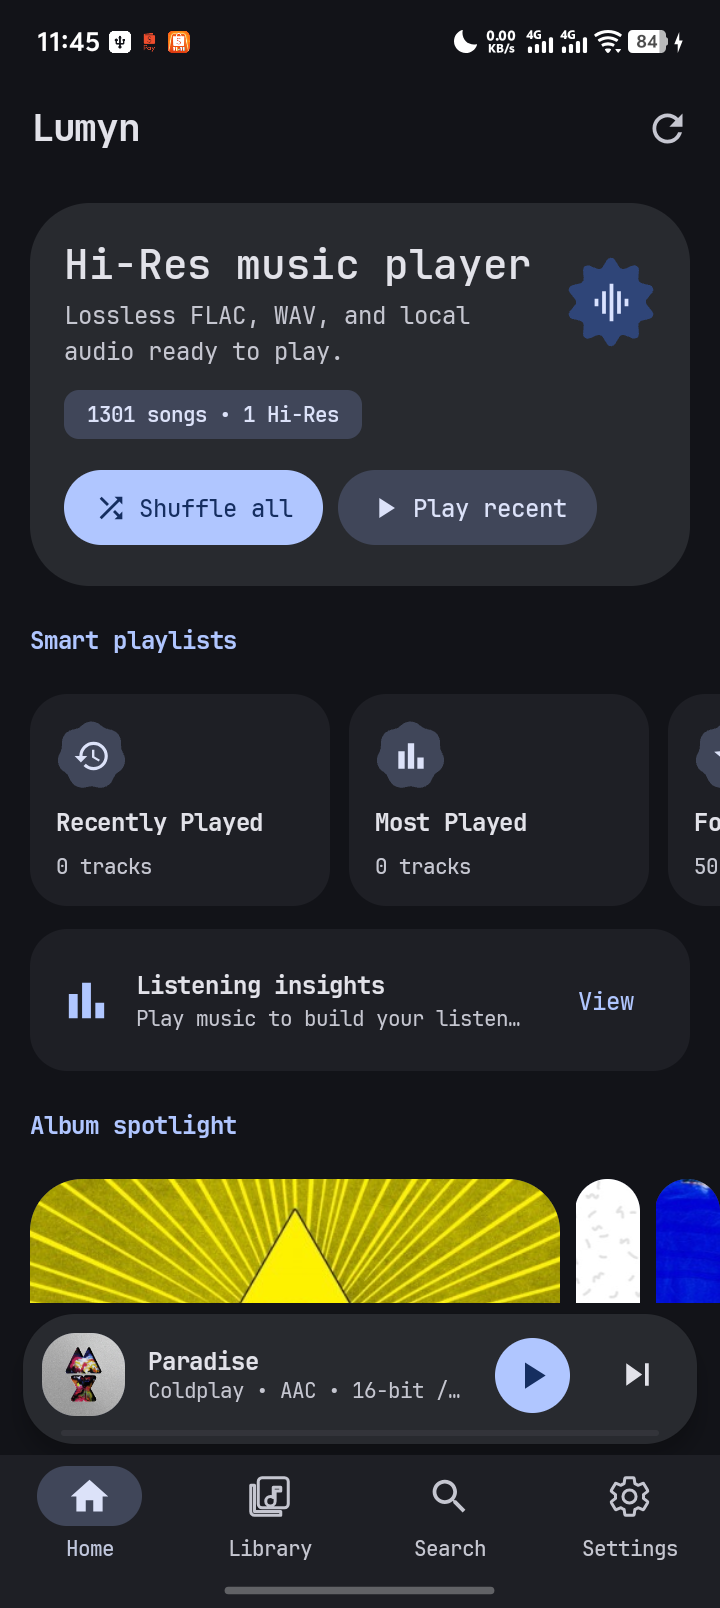 11:45
0.00
KB/s
4G
4G
84
Lumyn
Hi-Res music player
Lossless FLAC, WAV, and local
audio ready to play.
1301 songs • 1 Hi-Res
Shuffle all
Play recent
Smart playlists
Recently Played
0 tracks
Most Played
0 tracks
Fo
50
Listening insights
Play music to build your listen…
View
Album spotlight
Paradise
Coldplay • AAC • 16-bit /…
Home
Library
Search
Settings